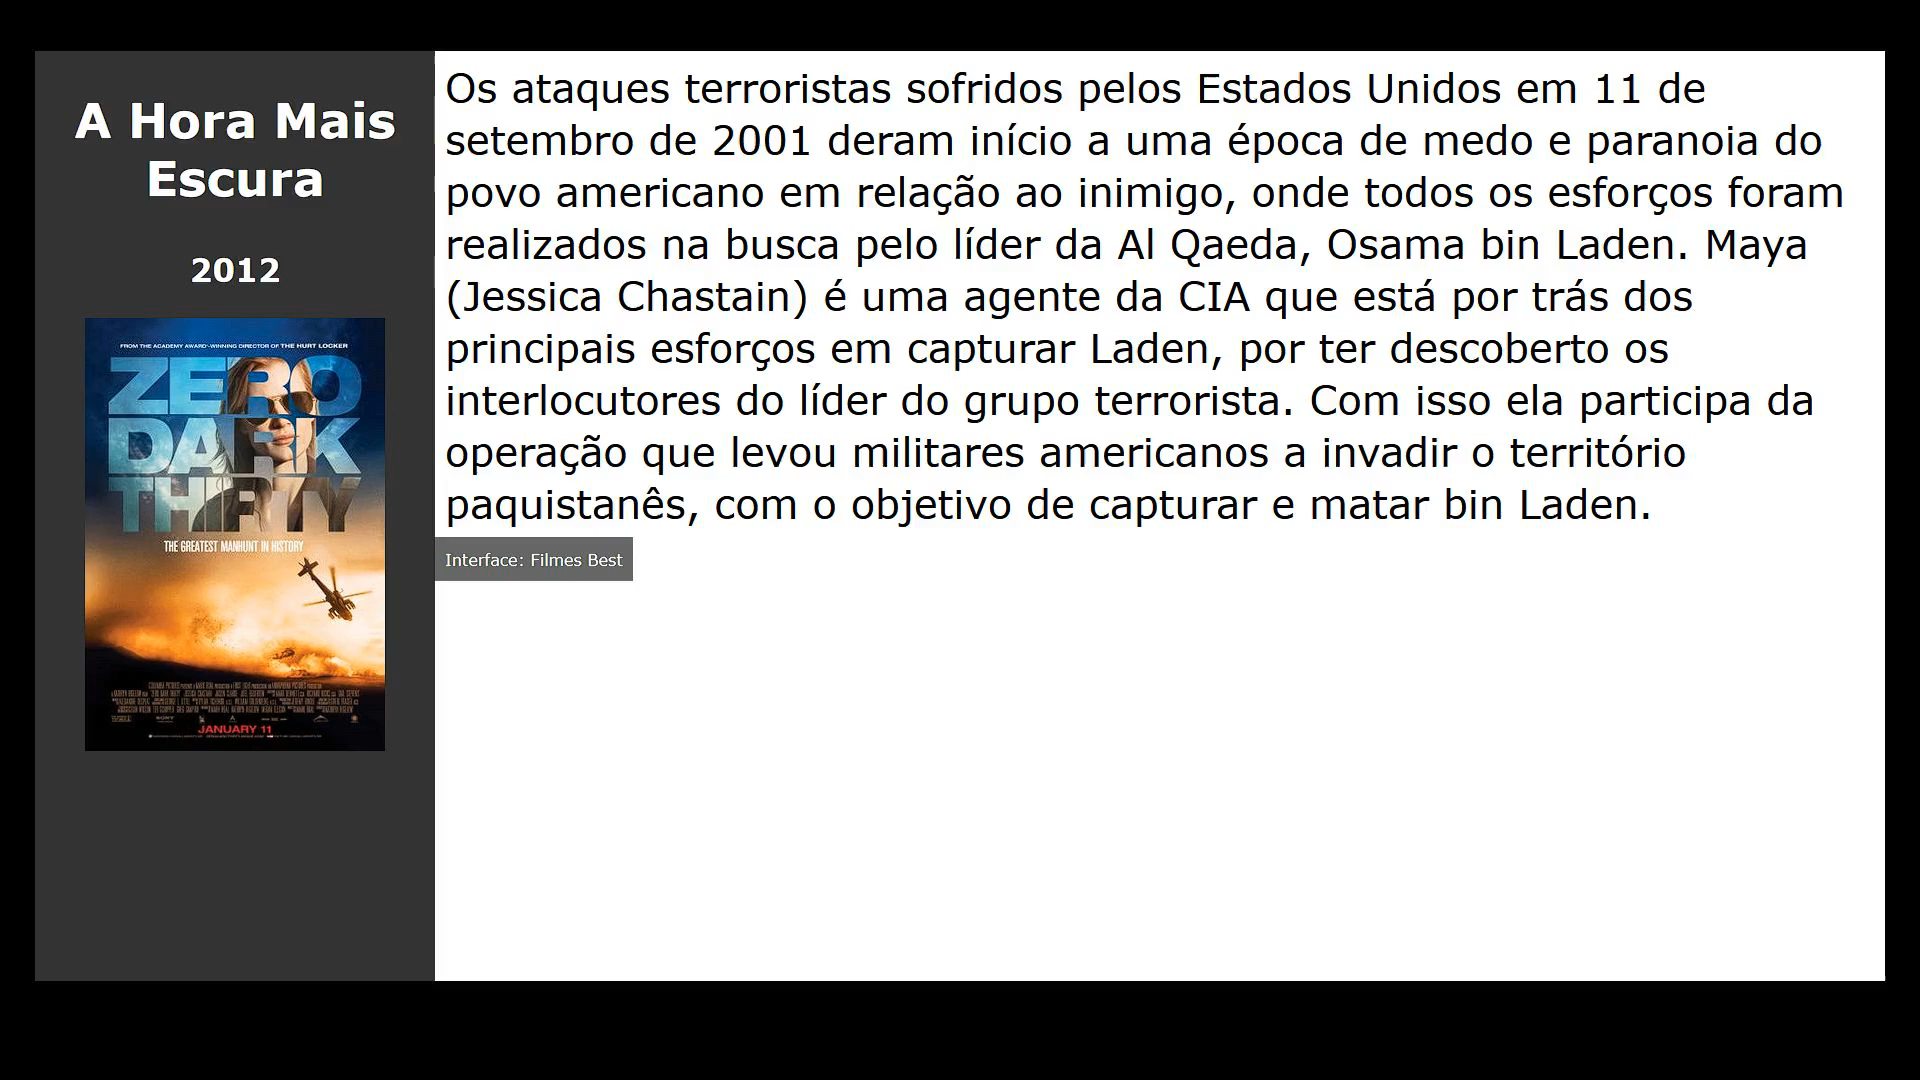 A Hora Mais
Escura
2012
FROM THE ACADEMY AWARD®-WINNING DIRECTOR OF THE HURT LOCKER
ZERO
DARK
THIRTY
THE GREATEST MANHUNT IN HISTORY
JANUARY 11
Os ataques terroristas sofridos pelos Estados Unidos em 11 de
setembro de 2001 deram início a uma época de medo e paranoia do
povo americano em relação ao inimigo, onde todos os esforços foram
realizados na busca pelo líder da Al Qaeda, Osama bin Laden. Maya
(Jessica Chastain) é uma agente da CIA que está por trás dos
principais esforços em capturar Laden, por ter descoberto os
interlocutores do líder do grupo terrorista. Com isso ela participa da
operação que levou militares americanos a invadir o território
paquistanês, com o objetivo de capturar e matar bin Laden.
Interface: Filmes Best